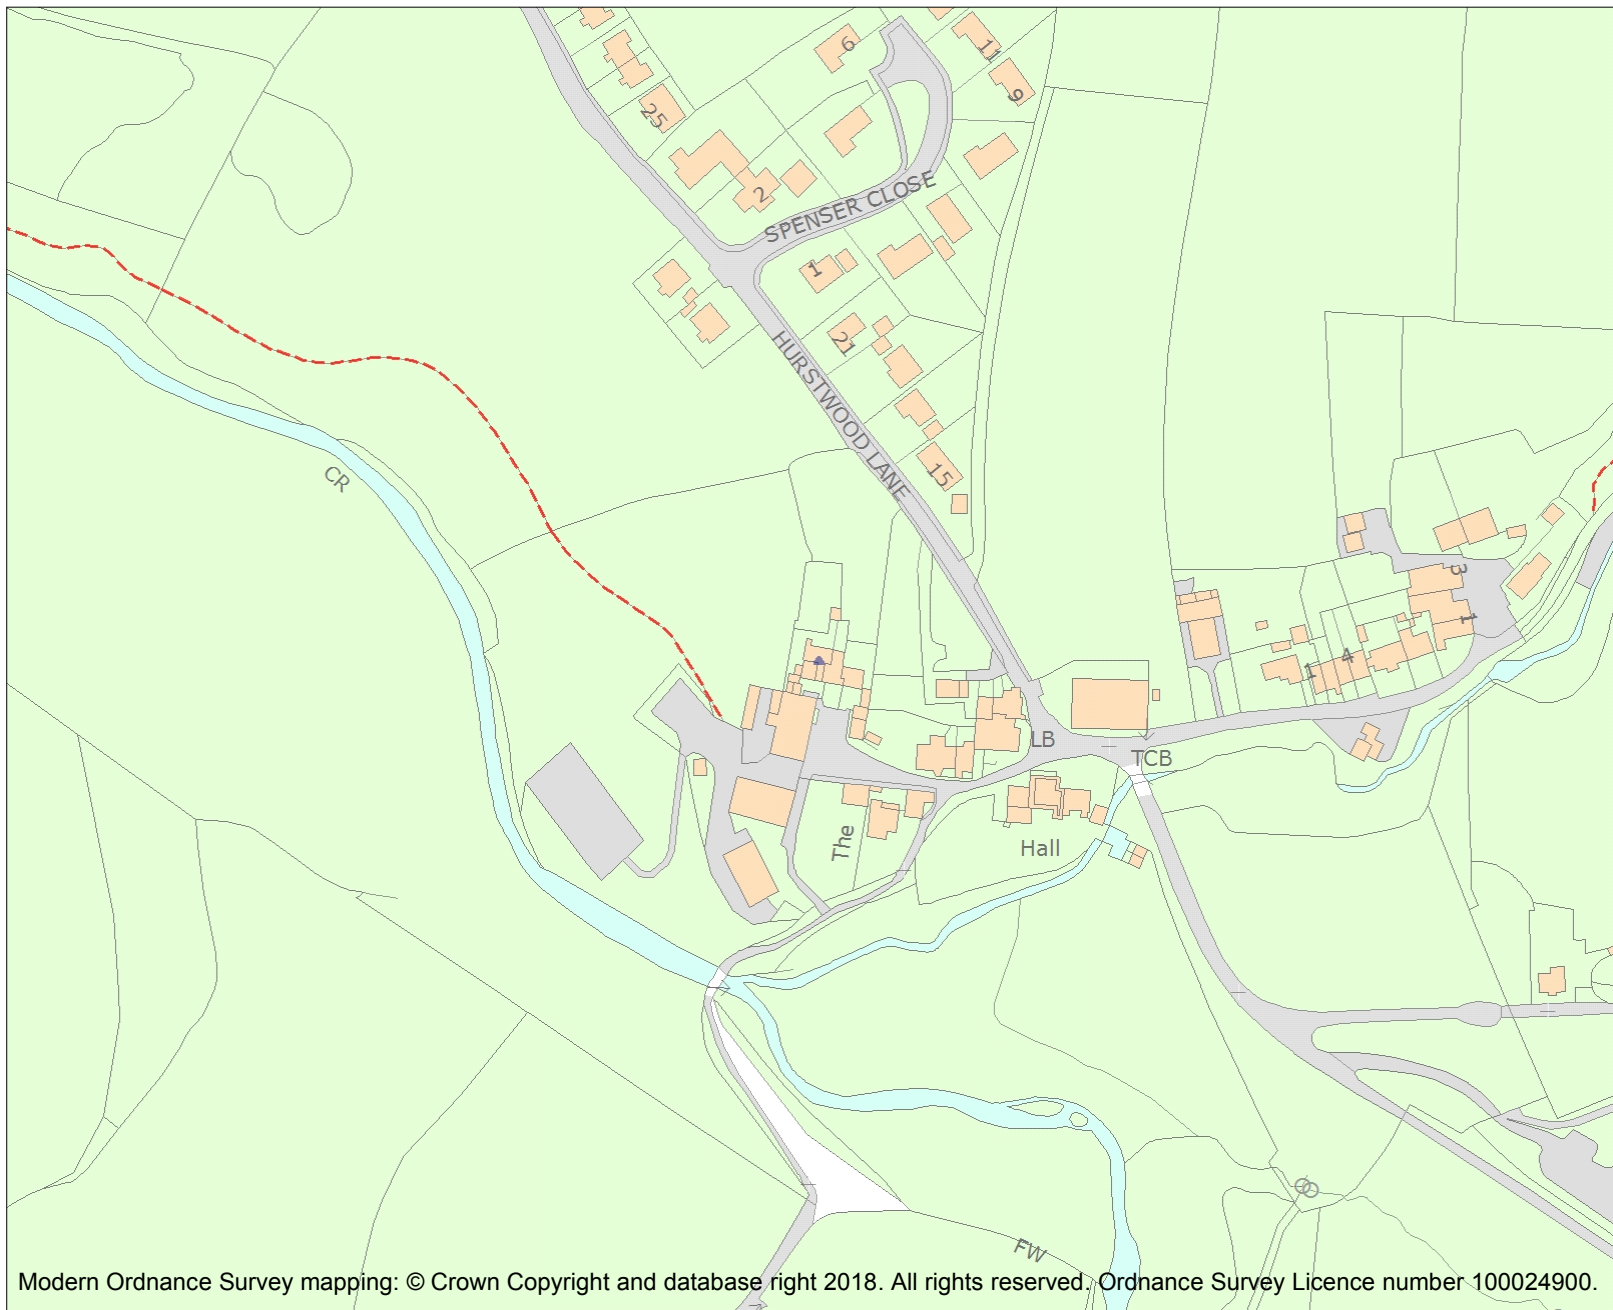 6
11
9
25
2
SPENSER CLOSE
1
21
HURSTWOOD LANE
15
CR
3
1
4
1
LB
TCB
The
Hall
FW
Modern Ordnance Survey mapping: © Crown Copyright and database right 2018. All rights reserved. Ordnance Survey Licence number 100024900.